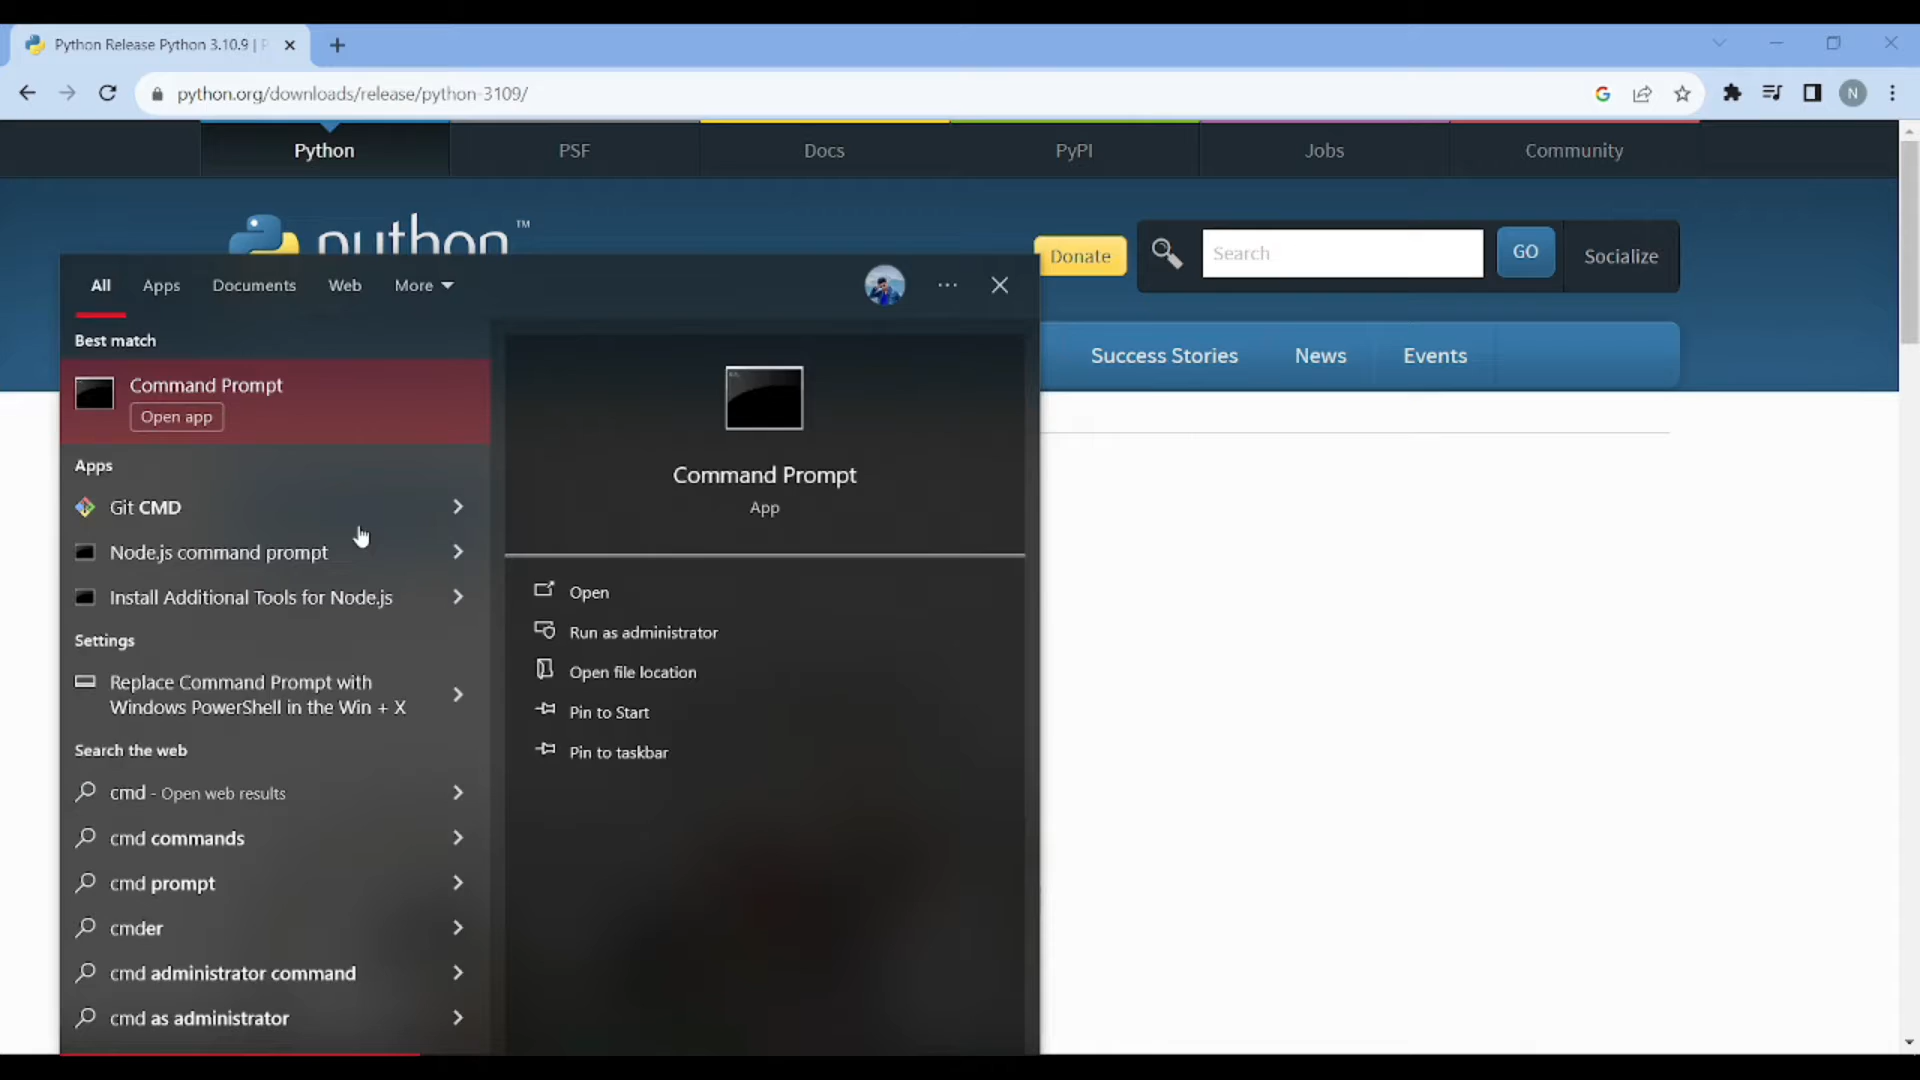 Python Release Python 3.10.9 | P
python.org/downloads/release/python-3109/
N
Python
PSF
Docs
PyPI
Jobs
Community
python™
Donate
Search
GO
Socialize
Success Stories
News
Events
All
Apps
Documents
Web
More
Best match
Command Prompt
Open app
Apps
Git CMD
Node.js command prompt
Install Additional Tools for Node.js
Settings
Replace Command Prompt with
Windows PowerShell in the Win + X
Search the web
cmd - Open web results
cmd commands
cmd prompt
cmder
cmd administrator command
cmd as administrator
Command Prompt
App
Open
Run as administrator
Open file location
Pin to Start
Pin to taskbar